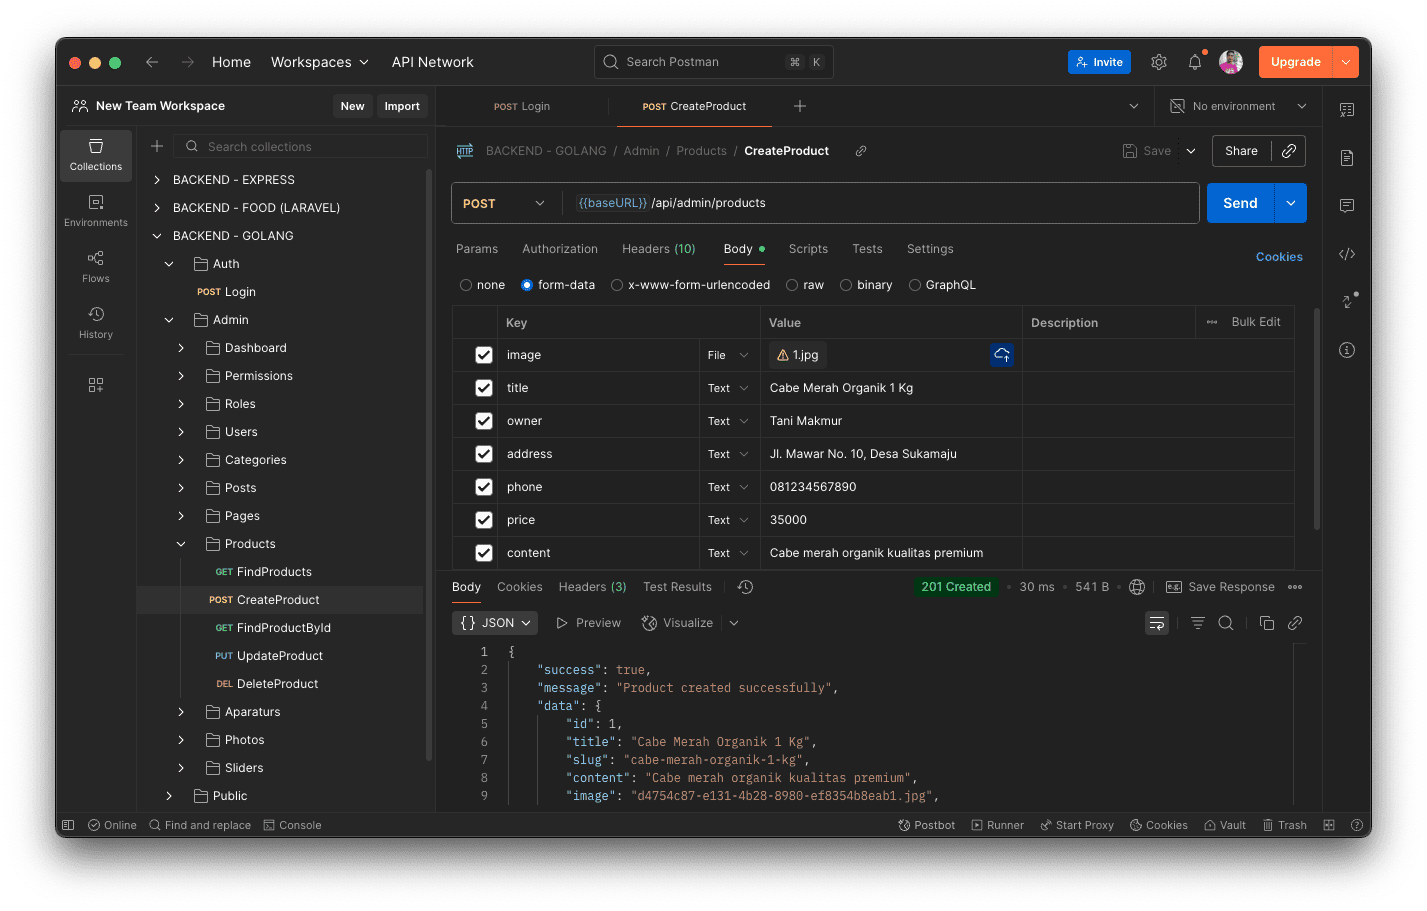 Home
Workspaces
API Network
Search Postman
⌘ K
Invite
Upgrade
New Team Workspace
New
Import
POST Login
POST CreateProduct
No environment
Collections
Environments
Flows
History
Search collections
BACKEND - EXPRESS
BACKEND - FOOD (LARAVEL)
BACKEND - GOLANG
Auth
POST Login
Admin
Dashboard
Permissions
Roles
Users
Categories
Posts
Pages
Products
GET FindProducts
POST CreateProduct
GET FindProductById
PUT UpdateProduct
DEL DeleteProduct
Aparaturs
Photos
Sliders
Public
HTTP BACKEND - GOLANG / Admin / Products / CreateProduct
Save
Share
POST {{baseURL}} /api/admin/products
Send
Params Authorization Headers (10) Body Scripts Tests Settings
Cookies
none form-data x-www-form-urlencoded raw binary GraphQL
Key Value Description Bulk Edit
image File 1.jpg
title Text Cabe Merah Organik 1 Kg
owner Text Tani Makmur
address Text Jl. Mawar No. 10, Desa Sukamaju
phone Text 081234567890
price Text 35000
content Text Cabe merah organik kualitas premium
Body Cookies Headers (3) Test Results
201 Created • 30 ms • 541 B
e.g. Save Response
{ } JSON Preview Visualize
1 {
2 "success": true,
3 "message": "Product created successfully",
4 "data": {
5 "id": 1,
6 "title": "Cabe Merah Organik 1 Kg",
7 "slug": "cabe-merah-organik-1-kg",
8 "content": "Cabe merah organik kualitas premium",
9 "image": "d4754c87-e131-4b28-8980-ef8354b8eab1.jpg",
Online Find and replace Console
Postbot Runner Start Proxy Cookies Vault Trash